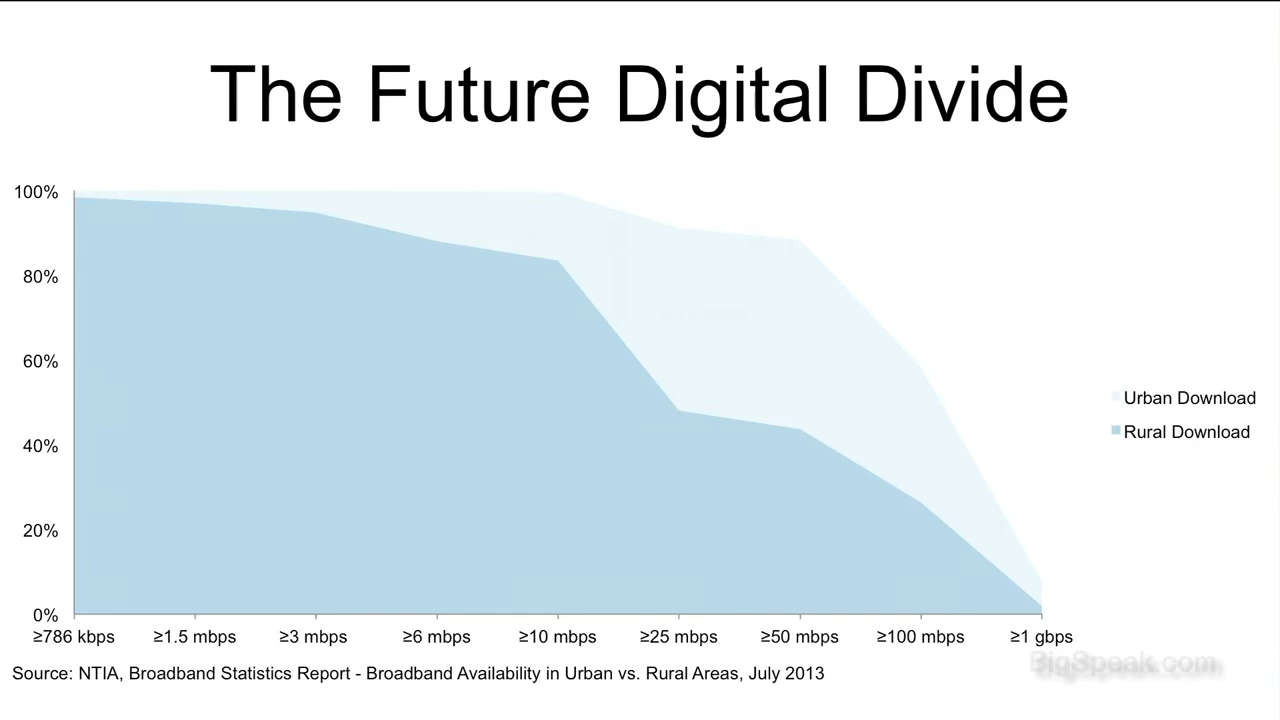 The Future Digital Divide
100%
80%
60%
40%
20%
0%
Urban Download
Rural Download
≥786 kbps ≥1.5 mbps ≥3 mbps ≥6 mbps ≥10 mbps ≥25 mbps ≥50 mbps ≥100 mbps ≥1 gbps
Source: NTIA, Broadband Statistics Report - Broadband Availability in Urban vs. Rural Areas, July 2013
BigSpeak.com